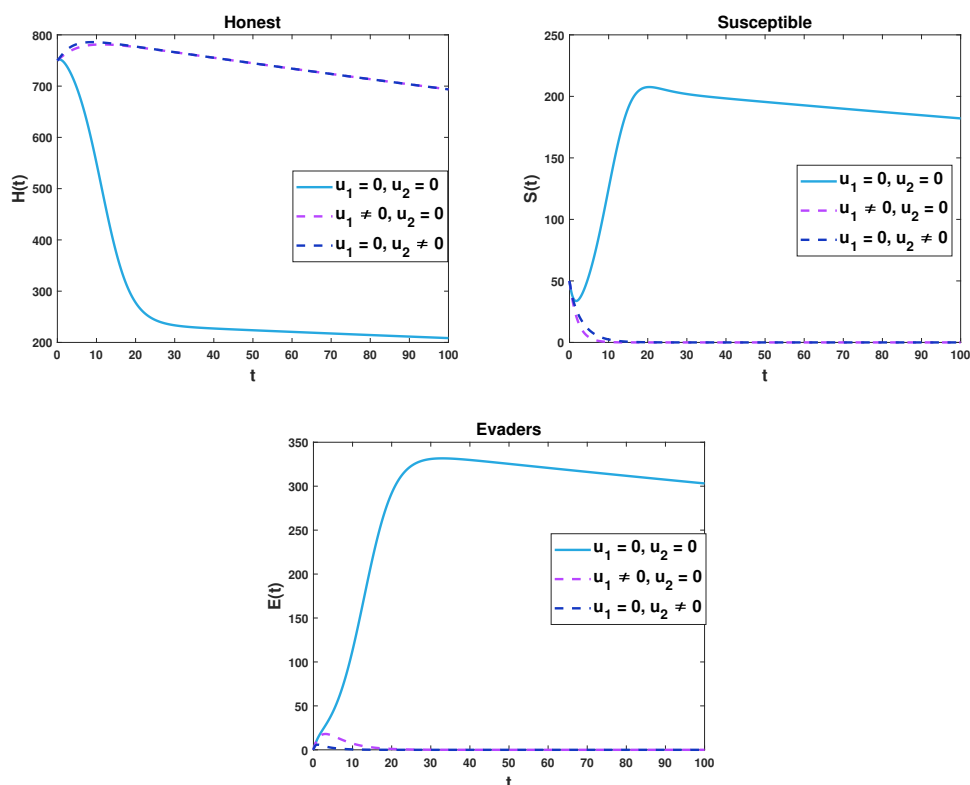 Honest
800
700
600
500
400
300
200
H(t)
0 10 20 30 40 50 60 70 80 90 100
t
u1 = 0, u2 = 0
u1 ≠ 0, u2 = 0
u1 = 0, u2 ≠ 0
Susceptible
250
200
150
100
50
0
S(t)
0 10 20 30 40 50 60 70 80 90 100
t
u1 = 0, u2 = 0
u1 ≠ 0, u2 = 0
u1 = 0, u2 ≠ 0
Evaders
350
300
250
200
150
100
50
0
E(t)
0 10 20 30 40 50 60 70 80 90 100
t
u1 = 0, u2 = 0
u1 ≠ 0, u2 = 0
u1 = 0, u2 ≠ 0